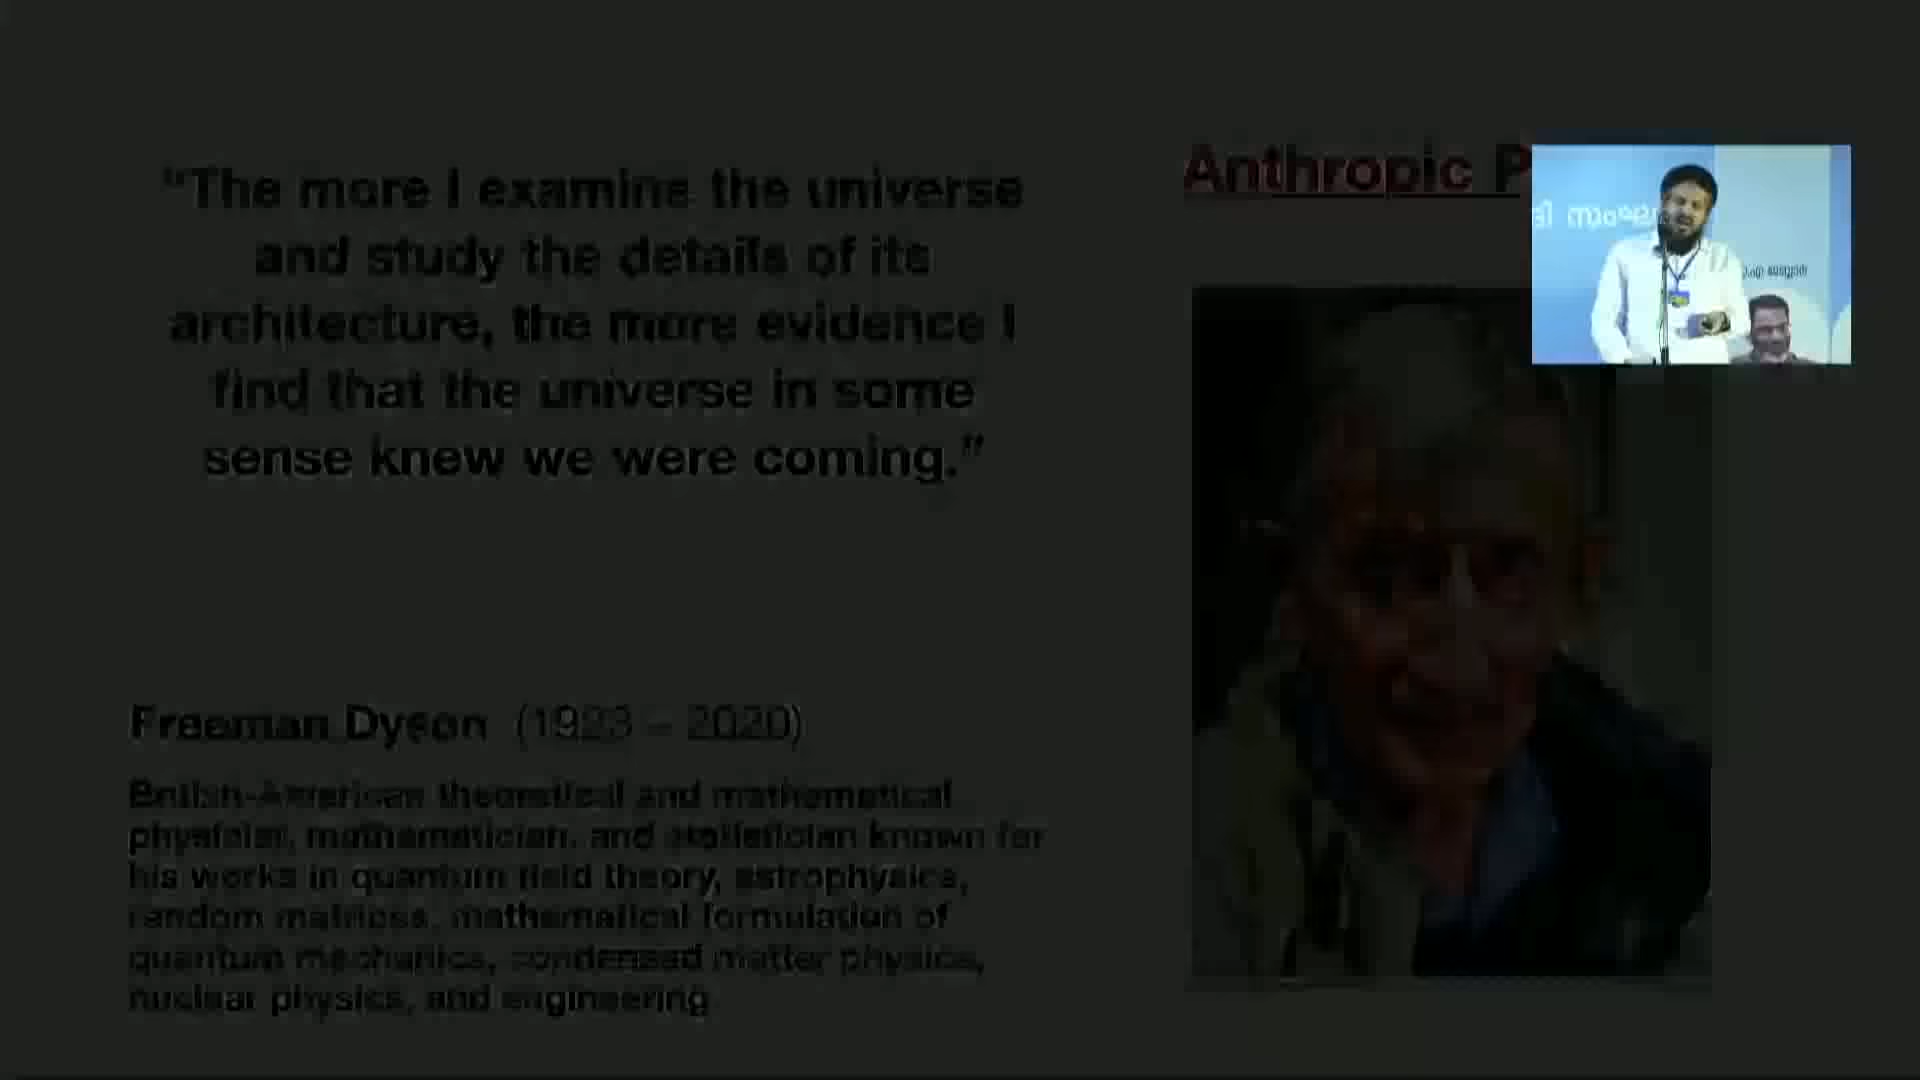 "The more I examine the universe
and study the details of its
architecture, the more evidence I
find that the universe in some
sense knew we were coming."
Freeman Dyson (1923 – 2020)
British-American theoretical and mathematical
physicist, mathematician, and statistician known for
his works in quantum field theory, astrophysics,
random matrices, mathematical formulation of
quantum mechanics, condensed matter physics,
nuclear physics, and engineering
Anthropic P